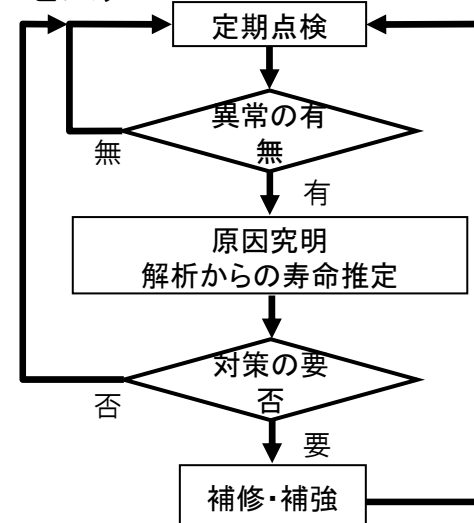 定期点検
異常の有
無
無
有
原因究明
解析からの寿命推定
対策の要
否
否
要
補修・補強